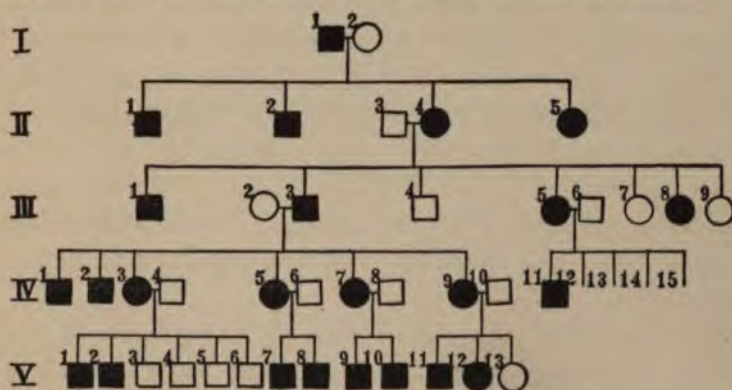 I 1 2
II 1 2 3 4 5
III 1 2 3 4 5 6 7 8 9
IV 1 2 3 4 5 6 7 8 9 10 11 12 13 14 15
V 1 2 3 4 5 6 7 8 9 10 11 12 13